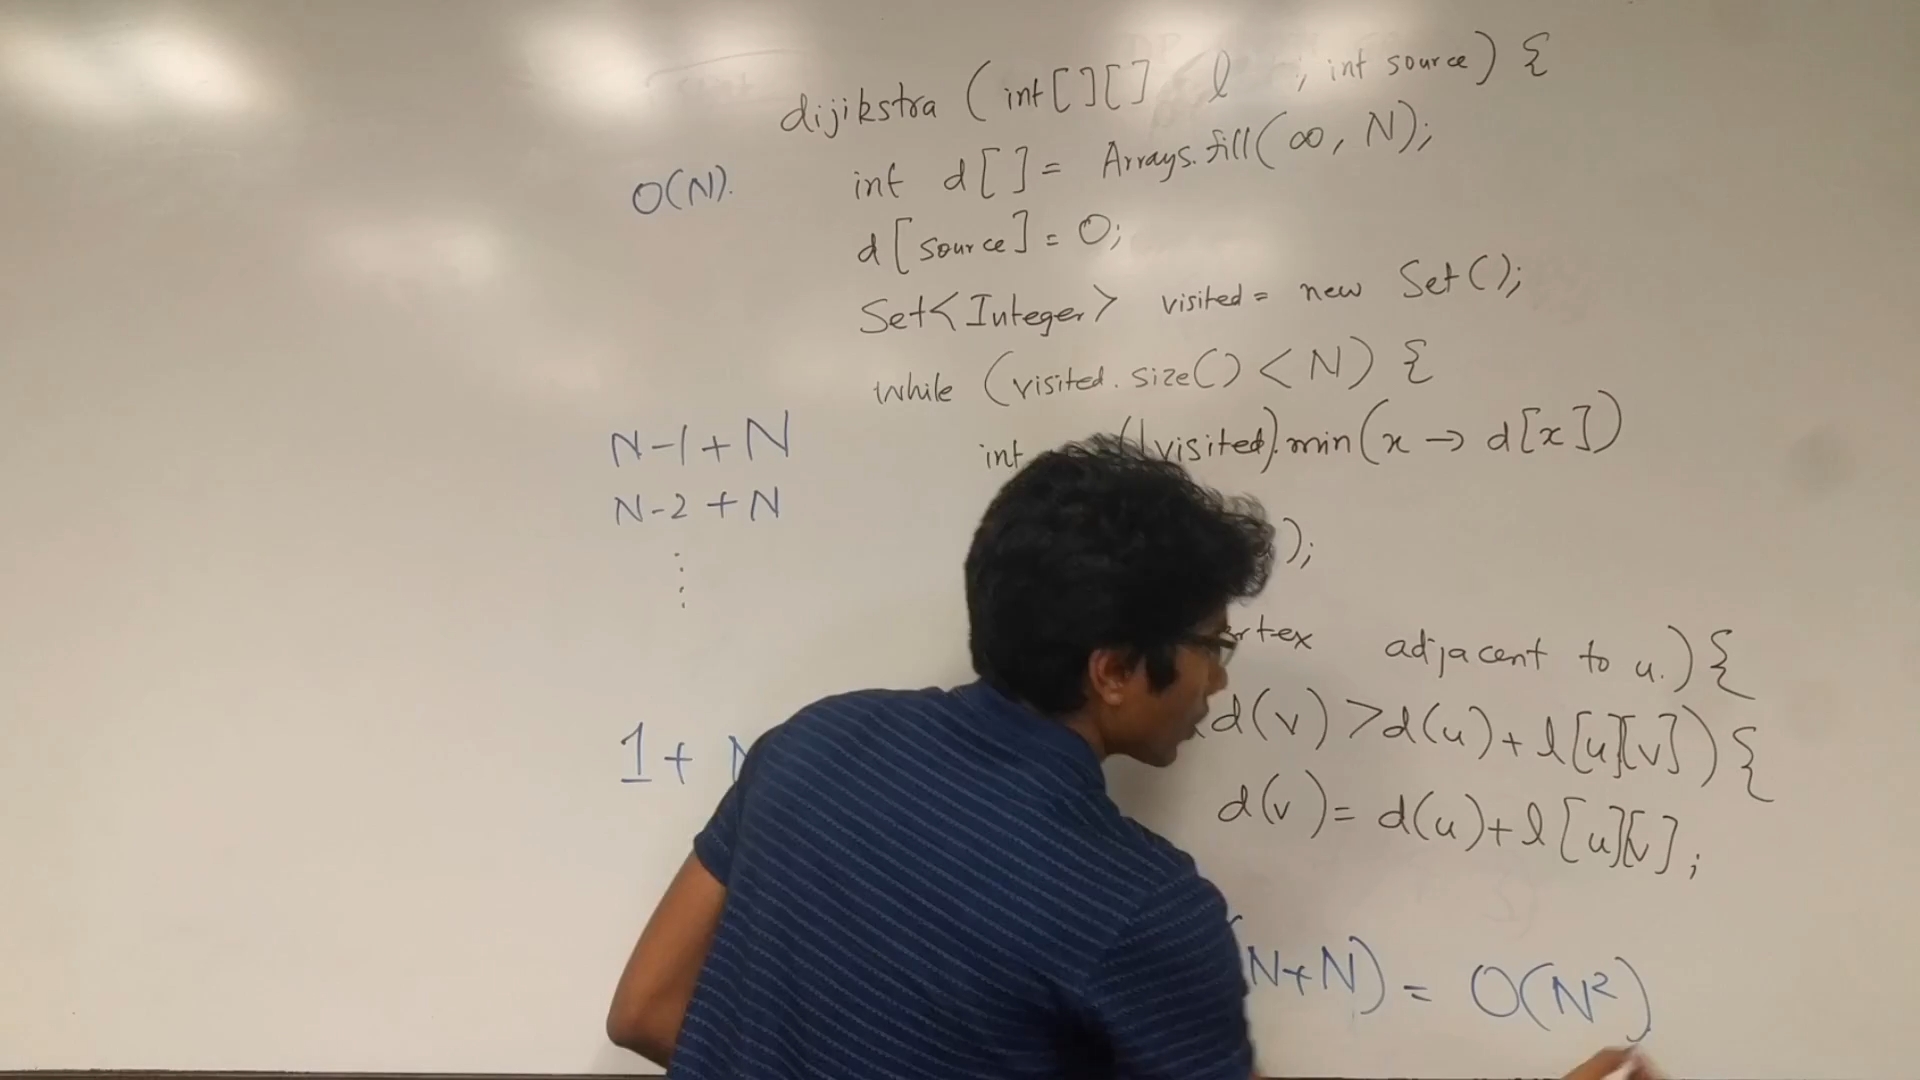 dijikstra (int[][] l , int source) {
O(N). int d[] = Arrays.fill(∞, N);
d[source] = 0;
Set<Integer> visited = new Set();
while (visited.size() < N) {
N-1 + N int (!visited).min(x → d[x])
N-2 + N );
adjacent to u.) {
1 + d(v) > d(u) + l[u][v]) {
d(v) = d(u) + l[u][v];
N+N) = O(N²)